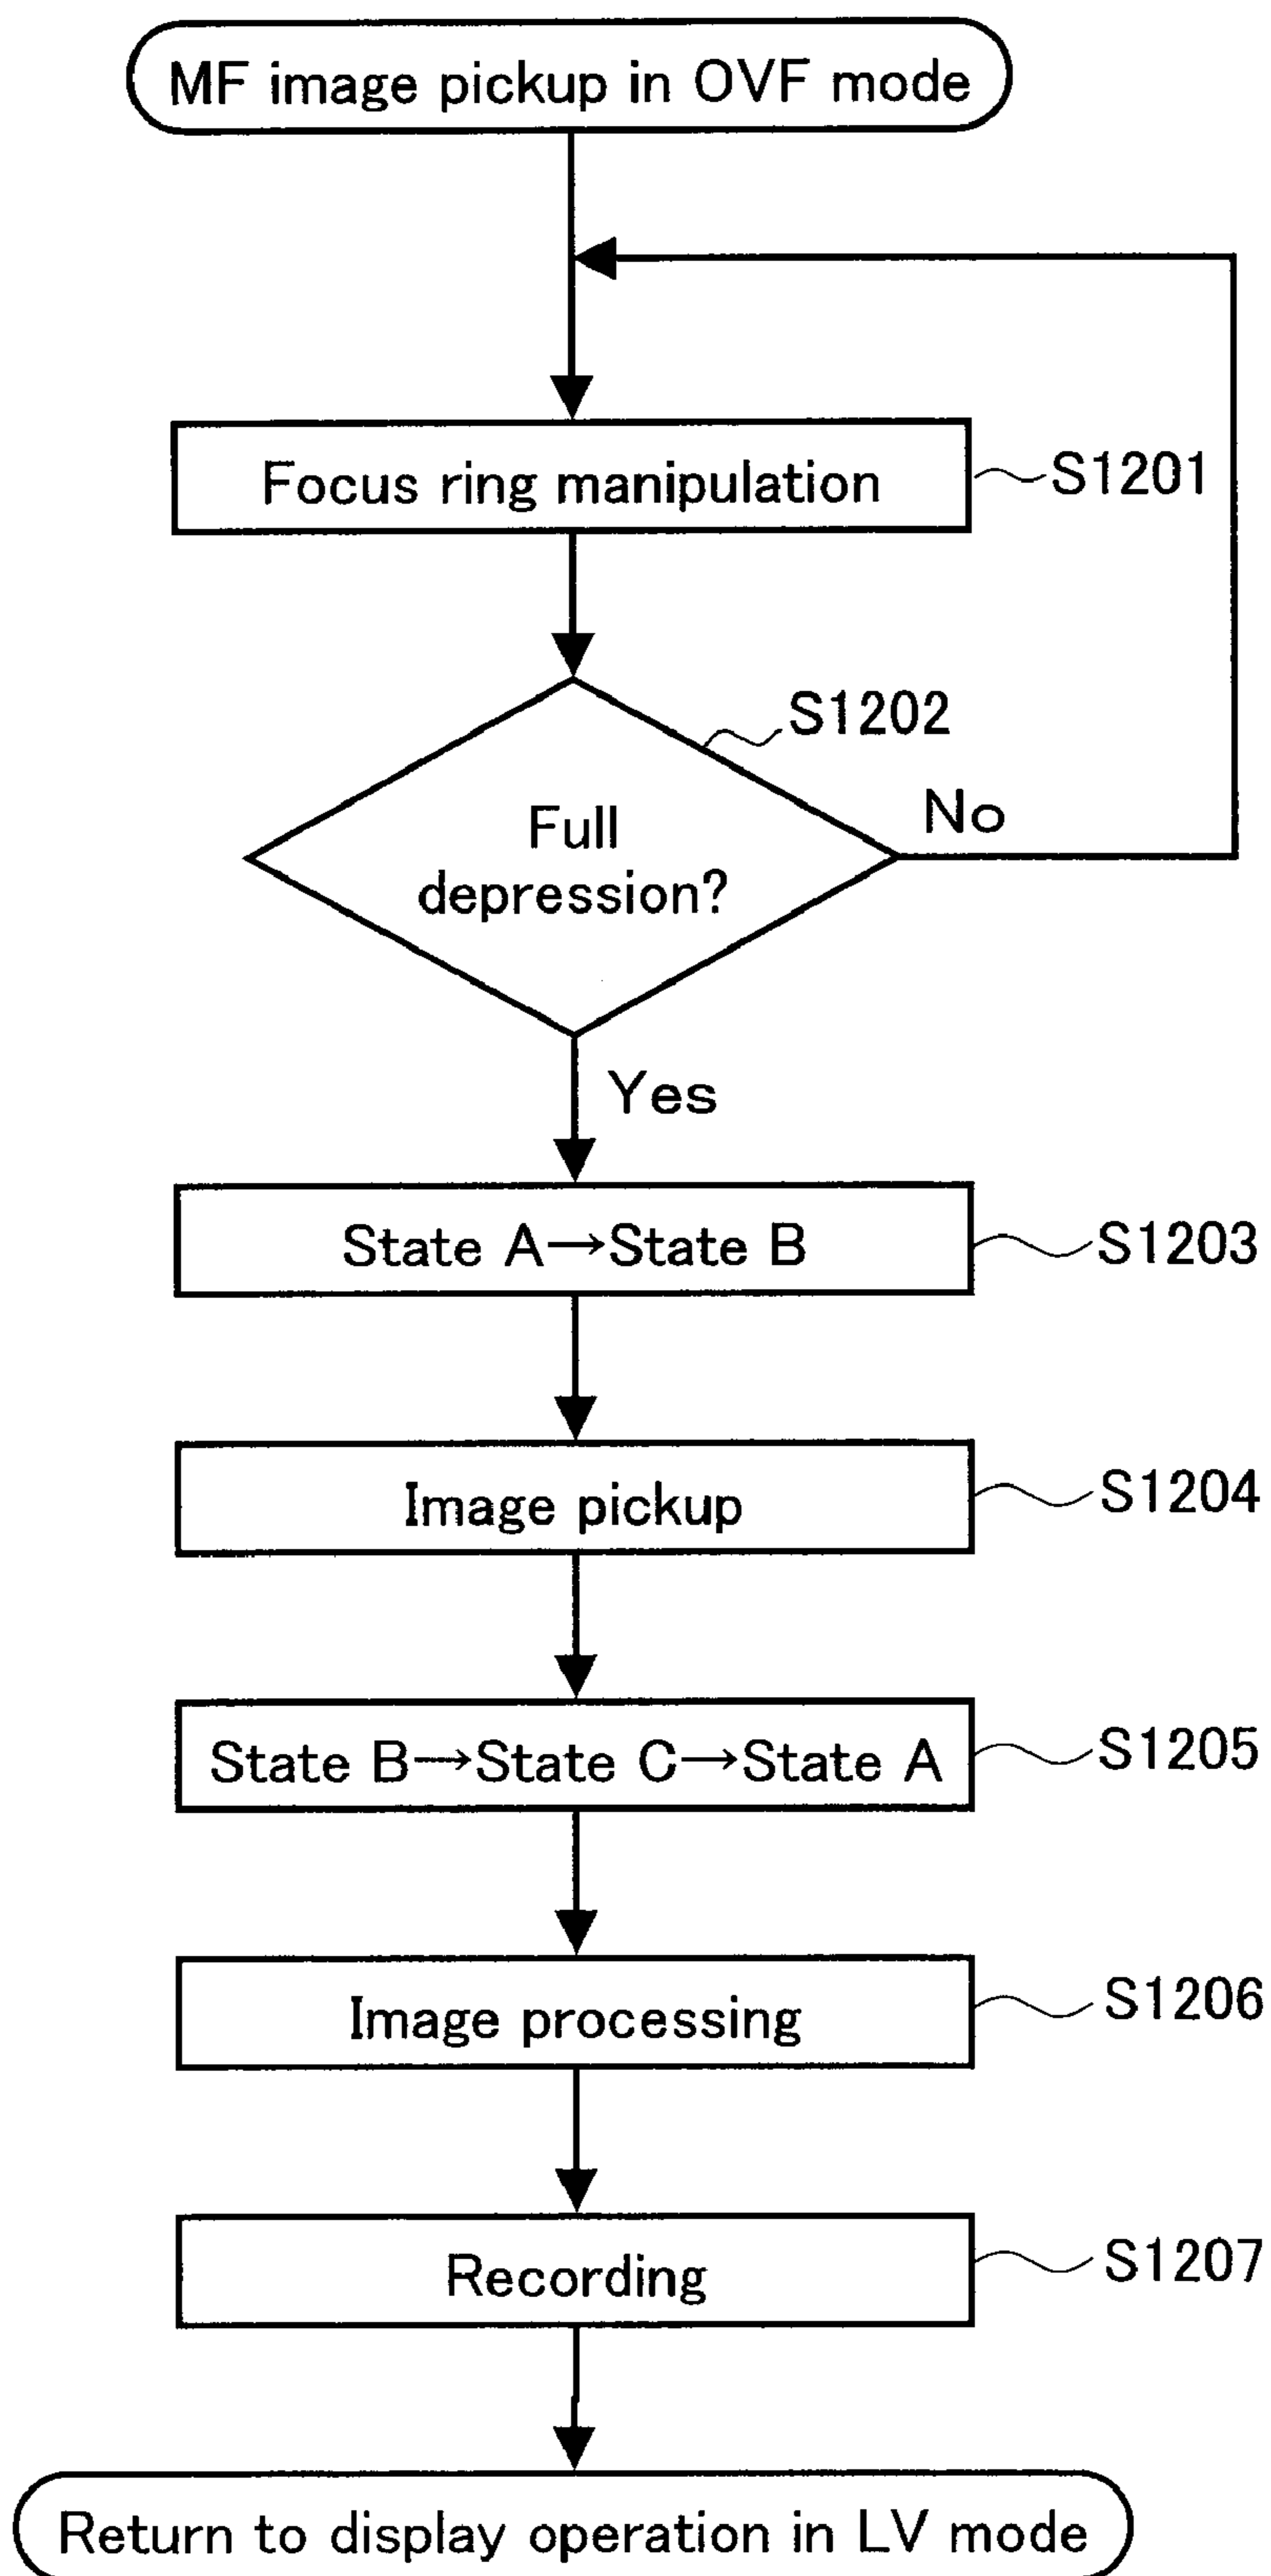 MF image pickup in OVF mode
Focus ring manipulation
S1201
S1202
Full
depression?
No
Yes
State A→State B
S1203
Image pickup
S1204
State B→State C→State A
S1205
Image processing
S1206
Recording
S1207
Return to display operation in LV mode